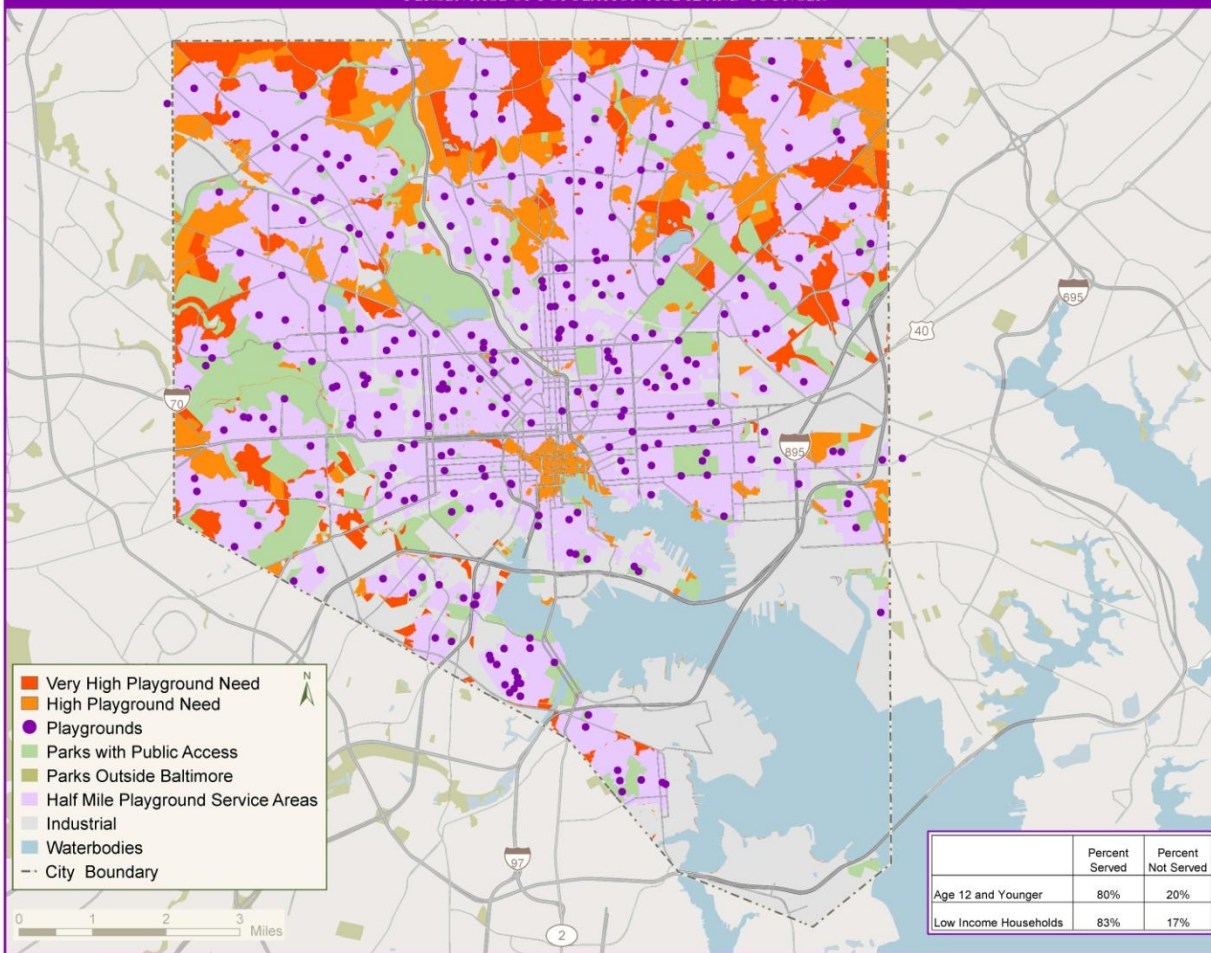 70
695
40
895
97
2
Very High Playground Need
N
High Playground Need
Playgrounds
Parks with Public Access
Parks Outside Baltimore
Half Mile Playground Service Areas
Industrial
Waterbodies
City Boundary
0 1 2 3
Miles
Percent Served Percent Not Served
Age 12 and Younger 80% 20%
Low Income Households 83% 17%